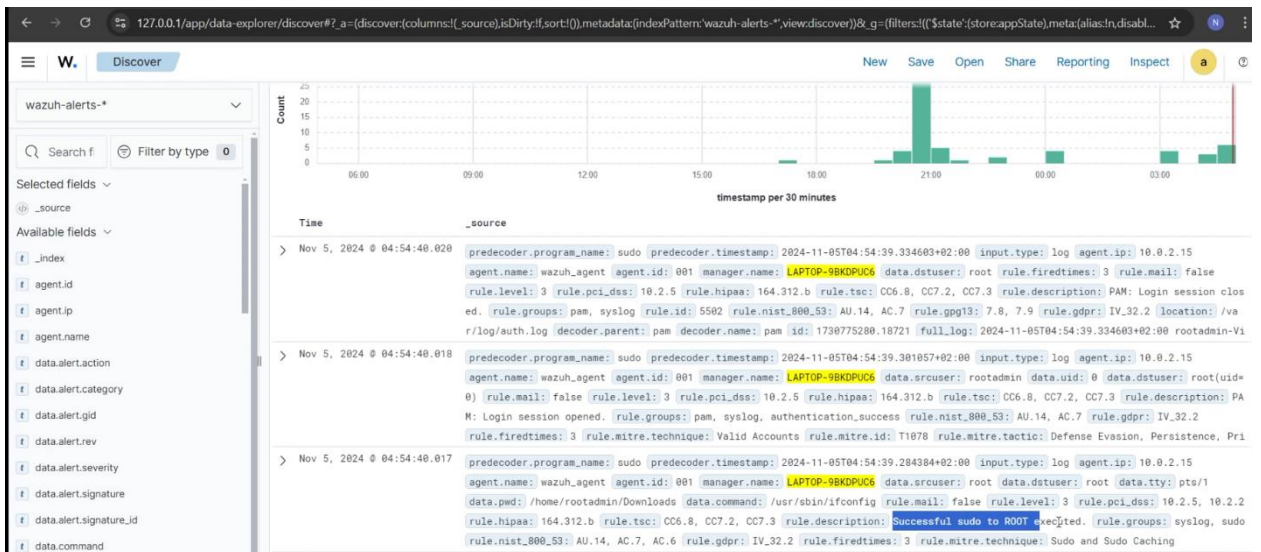 127.0.0.1/app/data-explorer/discover#?_a=(discover:(columns:!(_source),isDirty:!f,sort:!()),metadata:(indexPattern:'wazuh-alerts-*',view:discover))&_g=(filters:!(('$state':(store:appState),meta:(alias:!n,disabl... N
W. Discover New Save Open Share Reporting Inspect a
wazuh-alerts-*
Search f Filter by type 0
Selected fields
_source
Available fields
t _index
t agent.id
t agent.ip
t agent.name
t data.alert.action
t data.alert.category
t data.alert.gid
t data.alert.rev
t data.alert.severity
t data.alert.signature
t data.alert.signature_id
t data.command
Count
25
20
15
10
5
0
06:00 09:00 12:00 15:00 18:00 21:00 00:00 03:00
timestamp per 30 minutes
Time _source
Nov 5, 2024 @ 04:54:40.020 predecoder.program_name: sudo predecoder.timestamp: 2024-11-05T04:54:39.334603+02:00 input.type: log agent.ip: 10.0.2.15
agent.name: wazuh_agent agent.id: 001 manager.name: LAPTOP-9BKDPUC6 data.dstuser: root rule.firedtimes: 3 rule.mail: false
rule.level: 3 rule.pci_dss: 10.2.5 rule.hipaa: 164.312.b rule.tsc: CC6.8, CC7.2, CC7.3 rule.description: PAM: Login session clos
ed. rule.groups: pam, syslog rule.id: 5502 rule.nist_800_53: AU.14, AC.7 rule.gpg13: 7.8, 7.9 rule.gdpr: IV_32.2 location: /va
r/log/auth.log decoder.parent: pam decoder.name: pam id: 1730775280.18721 full_log: 2024-11-05T04:54:39.334603+02:00 rootadmin-Vi
Nov 5, 2024 @ 04:54:40.018 predecoder.program_name: sudo predecoder.timestamp: 2024-11-05T04:54:39.301057+02:00 input.type: log agent.ip: 10.0.2.15
agent.name: wazuh_agent agent.id: 001 manager.name: LAPTOP-9BKDPUC6 data.srcuser: rootadmin data.uid: 0 data.dstuser: root(uid=
0) rule.mail: false rule.level: 3 rule.pci_dss: 10.2.5 rule.hipaa: 164.312.b rule.tsc: CC6.8, CC7.2, CC7.3 rule.description: PA
M: Login session opened. rule.groups: pam, syslog, authentication_success rule.nist_800_53: AU.14, AC.7 rule.gdpr: IV_32.2
rule.firedtimes: 3 rule.mitre.technique: Valid Accounts rule.mitre.id: T1078 rule.mitre.tactic: Defense Evasion, Persistence, Pri
Nov 5, 2024 @ 04:54:40.017 predecoder.program_name: sudo predecoder.timestamp: 2024-11-05T04:54:39.284384+02:00 input.type: log agent.ip: 10.0.2.15
agent.name: wazuh_agent agent.id: 001 manager.name: LAPTOP-9BKDPUC6 data.srcuser: root data.dstuser: root data.tty: pts/1
data.pwd: /home/rootadmin/Downloads data.command: /usr/sbin/ifconfig rule.mail: false rule.level: 3 rule.pci_dss: 10.2.5, 10.2.2
rule.hipaa: 164.312.b rule.tsc: CC6.8, CC7.2, CC7.3 rule.description: Successful sudo to ROOT executed. rule.groups: syslog, sudo
rule.nist_800_53: AU.14, AC.7, AC.6 rule.gdpr: IV_32.2 rule.firedtimes: 3 rule.mitre.technique: Sudo and Sudo Caching